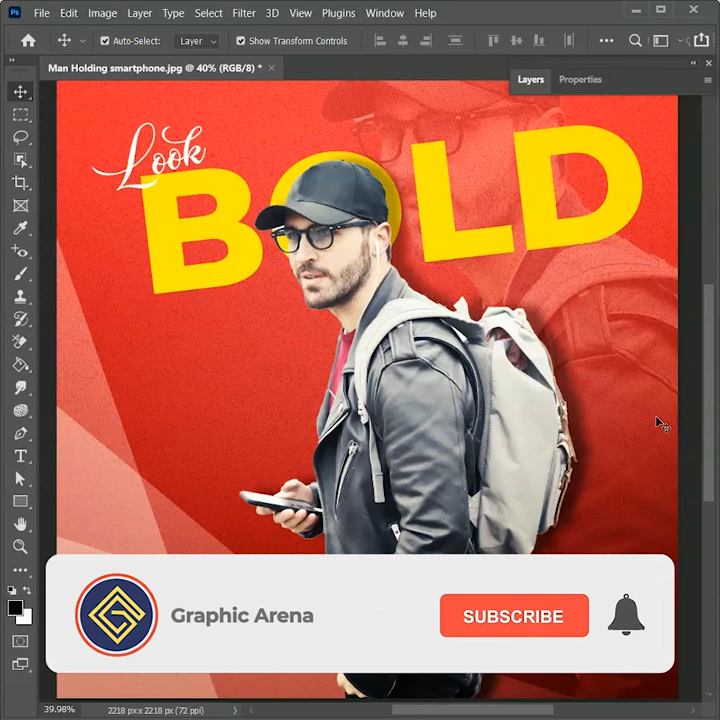 Ps File Edit Image Layer Type Select Filter 3D View Plugins Window Help
Auto-Select: Layer Show Transform Controls
Man Holding smartphone.jpg @ 40% (RGB/8) *
Layers Properties
Look
BOLD
Graphic Arena
SUBSCRIBE
39.98% 2218 px x 2218 px (72 ppi)